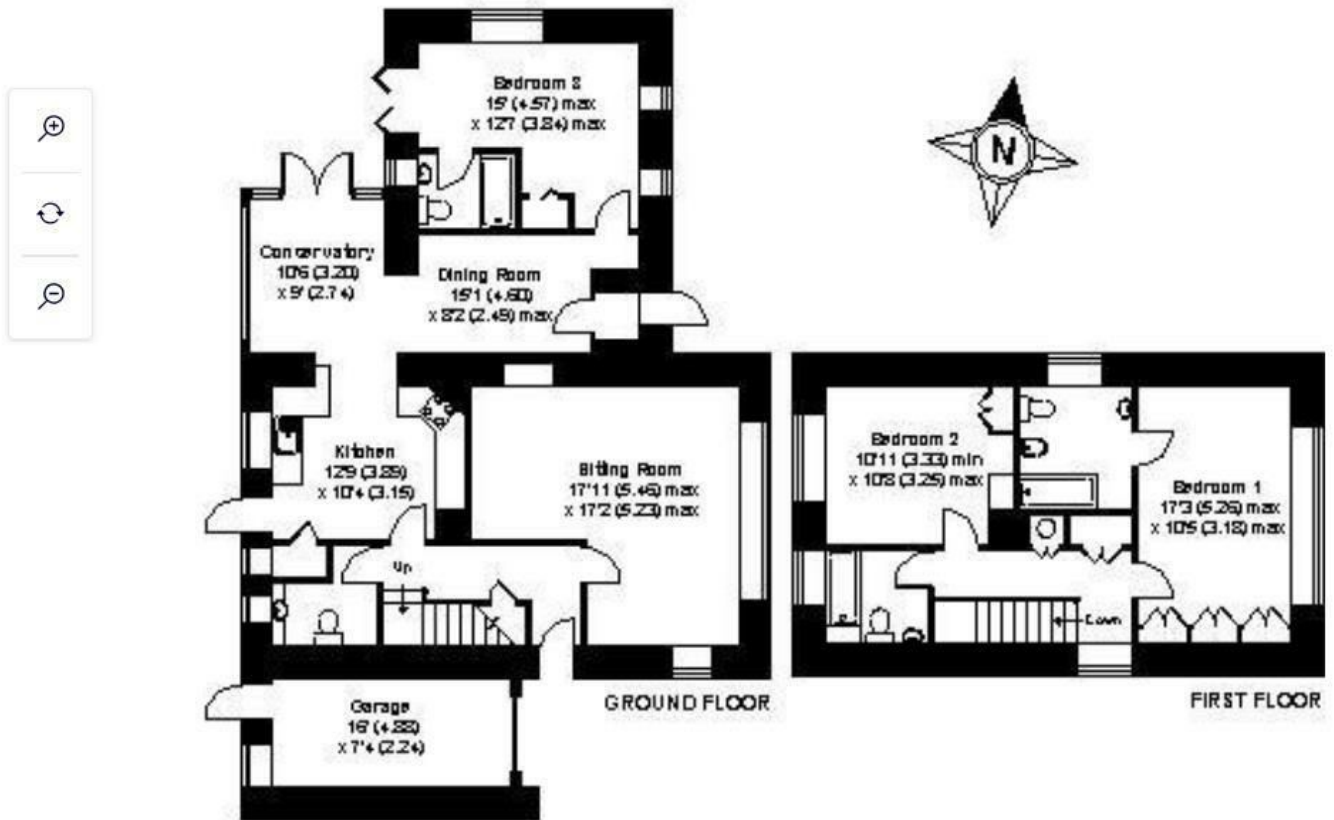 Bedroom 3
15' (4.57) max
x 12'7 (3.84) max
N
Conservatory
10'6 (3.20)
x 9' (2.74)
Dining Room
15'1 (4.60)
x 8'2 (2.49) max
Kitchen
12'9 (3.89)
x 10'4 (3.15)
Sitting Room
17'11 (5.46) max
x 17'2 (5.23) max
Up
Bedroom 2
10'11 (3.33) min
x 10'8 (3.25) max
Bedroom 1
17'3 (5.26) max
x 10'5 (3.18) max
Down
Garage
16' (4.88)
x 7'4 (2.24)
GROUND FLOOR
FIRST FLOOR